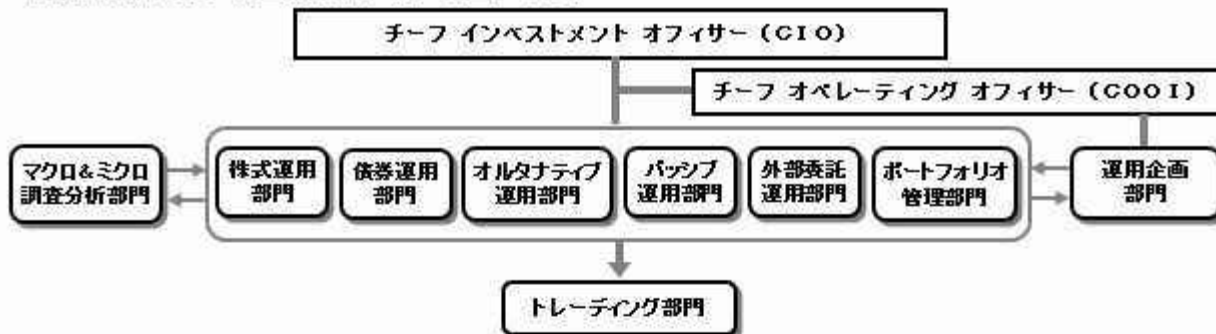 チーフ インベストメント オフィサー（CIO）
チーフ オペレーティング オフィサー（COOI）
マクロ&ミクロ
調査分析部門
株式運用
部門
債券運用
部門
オルタナティブ
運用部門
パッシブ
運用部門
外部委託
運用部門
ポートフォリオ
管理部門
運用企画
部門
トレーディング部門